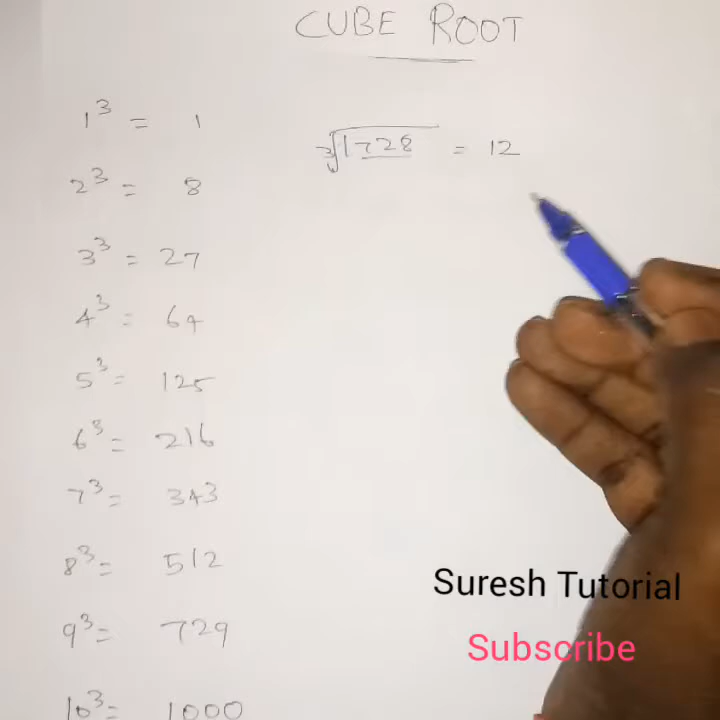 CUBE ROOT
1³ = 1
2³ = 8
3³ = 27
4³ = 64
5³ = 125
6³ = 216
7³ = 343
8³ = 512
9³ = 729
10³ = 1000
∛1728 = 12
Suresh Tutorial
Subscribe